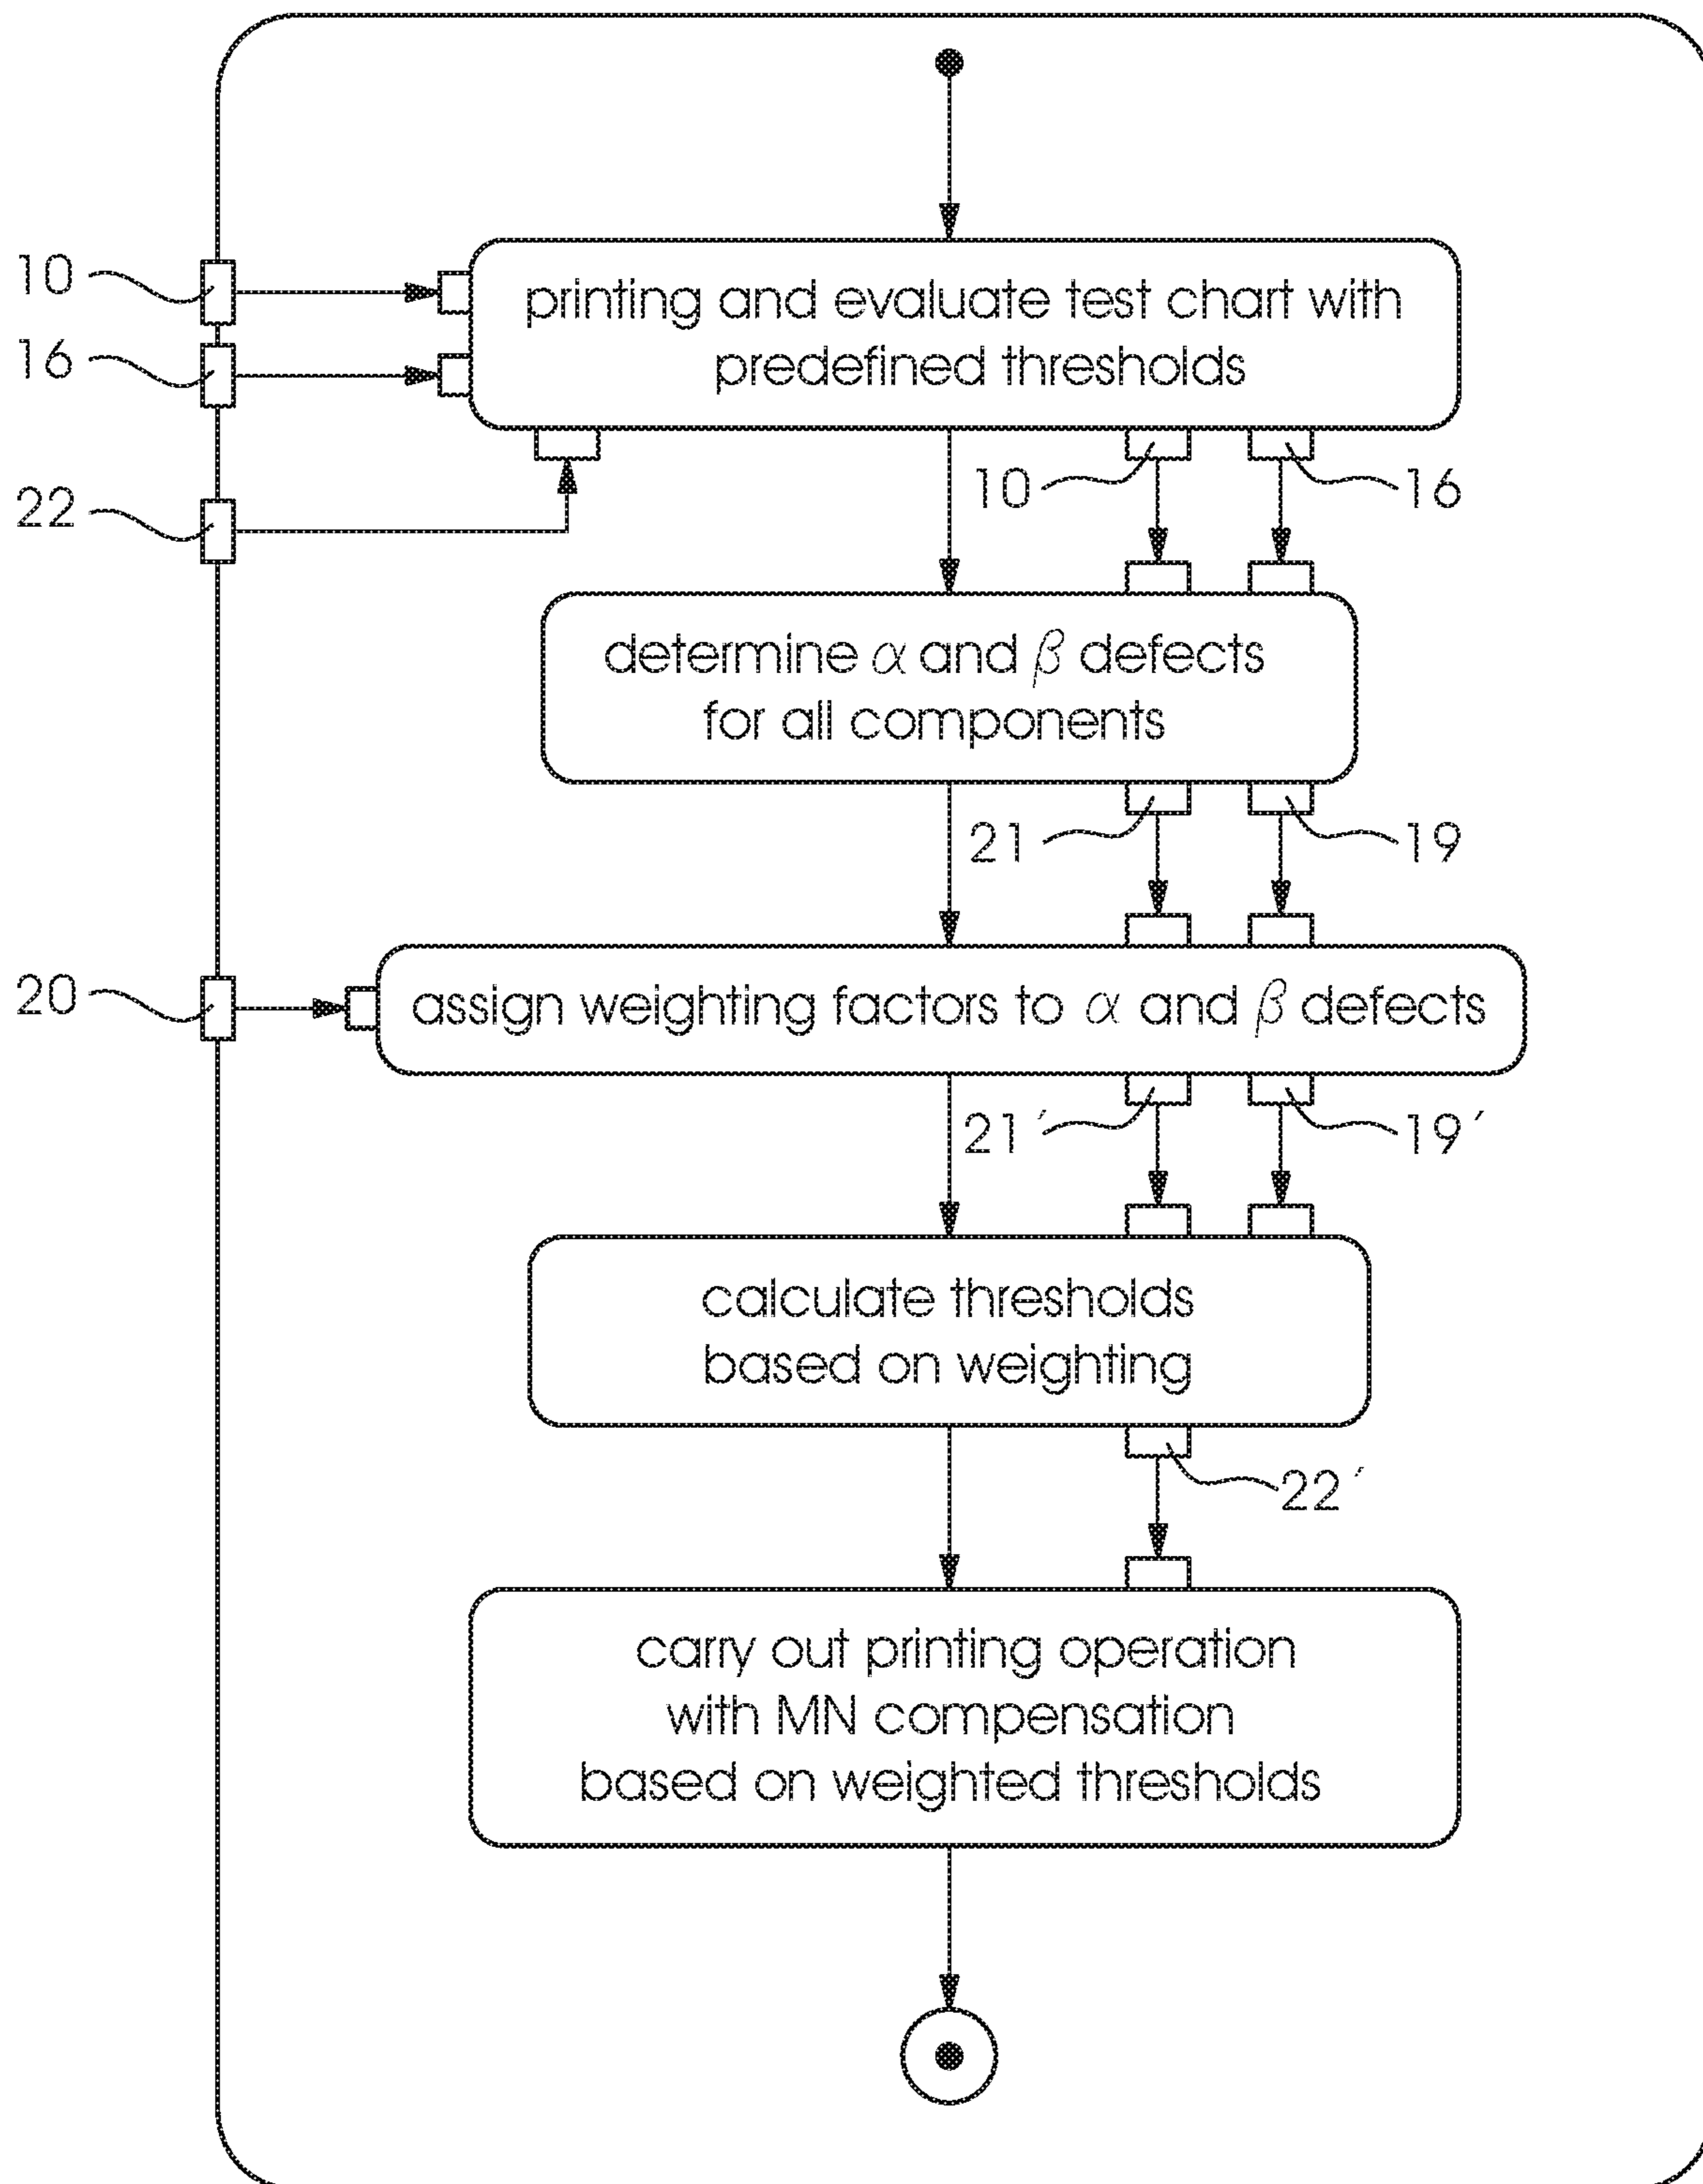 10
printing and evaluate test chart with
predefined thresholds
16
10
16
22
determine α and β defects
for all components
21
19
20
assign weighting factors to α and β defects
21´
19´
calculate thresholds
based on weighting
22´
carry out printing operation
with MN compensation
based on weighted thresholds